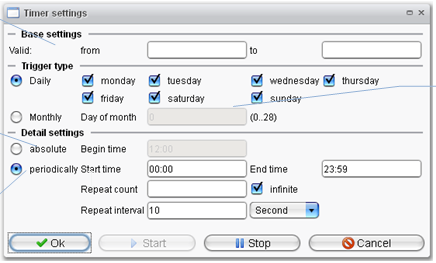 Timer settings
Base settings
Valid: from to
Trigger type
Daily monday tuesday wednesday thursday
friday saturday sunday
Monthly Day of month 0 (0..28)
Detail settings
absolute Begin time 12:00
periodically Start time 00:00 End time 23:59
Repeat count infinite
Repeat interval 10 Second
Ok Start Stop Cancel